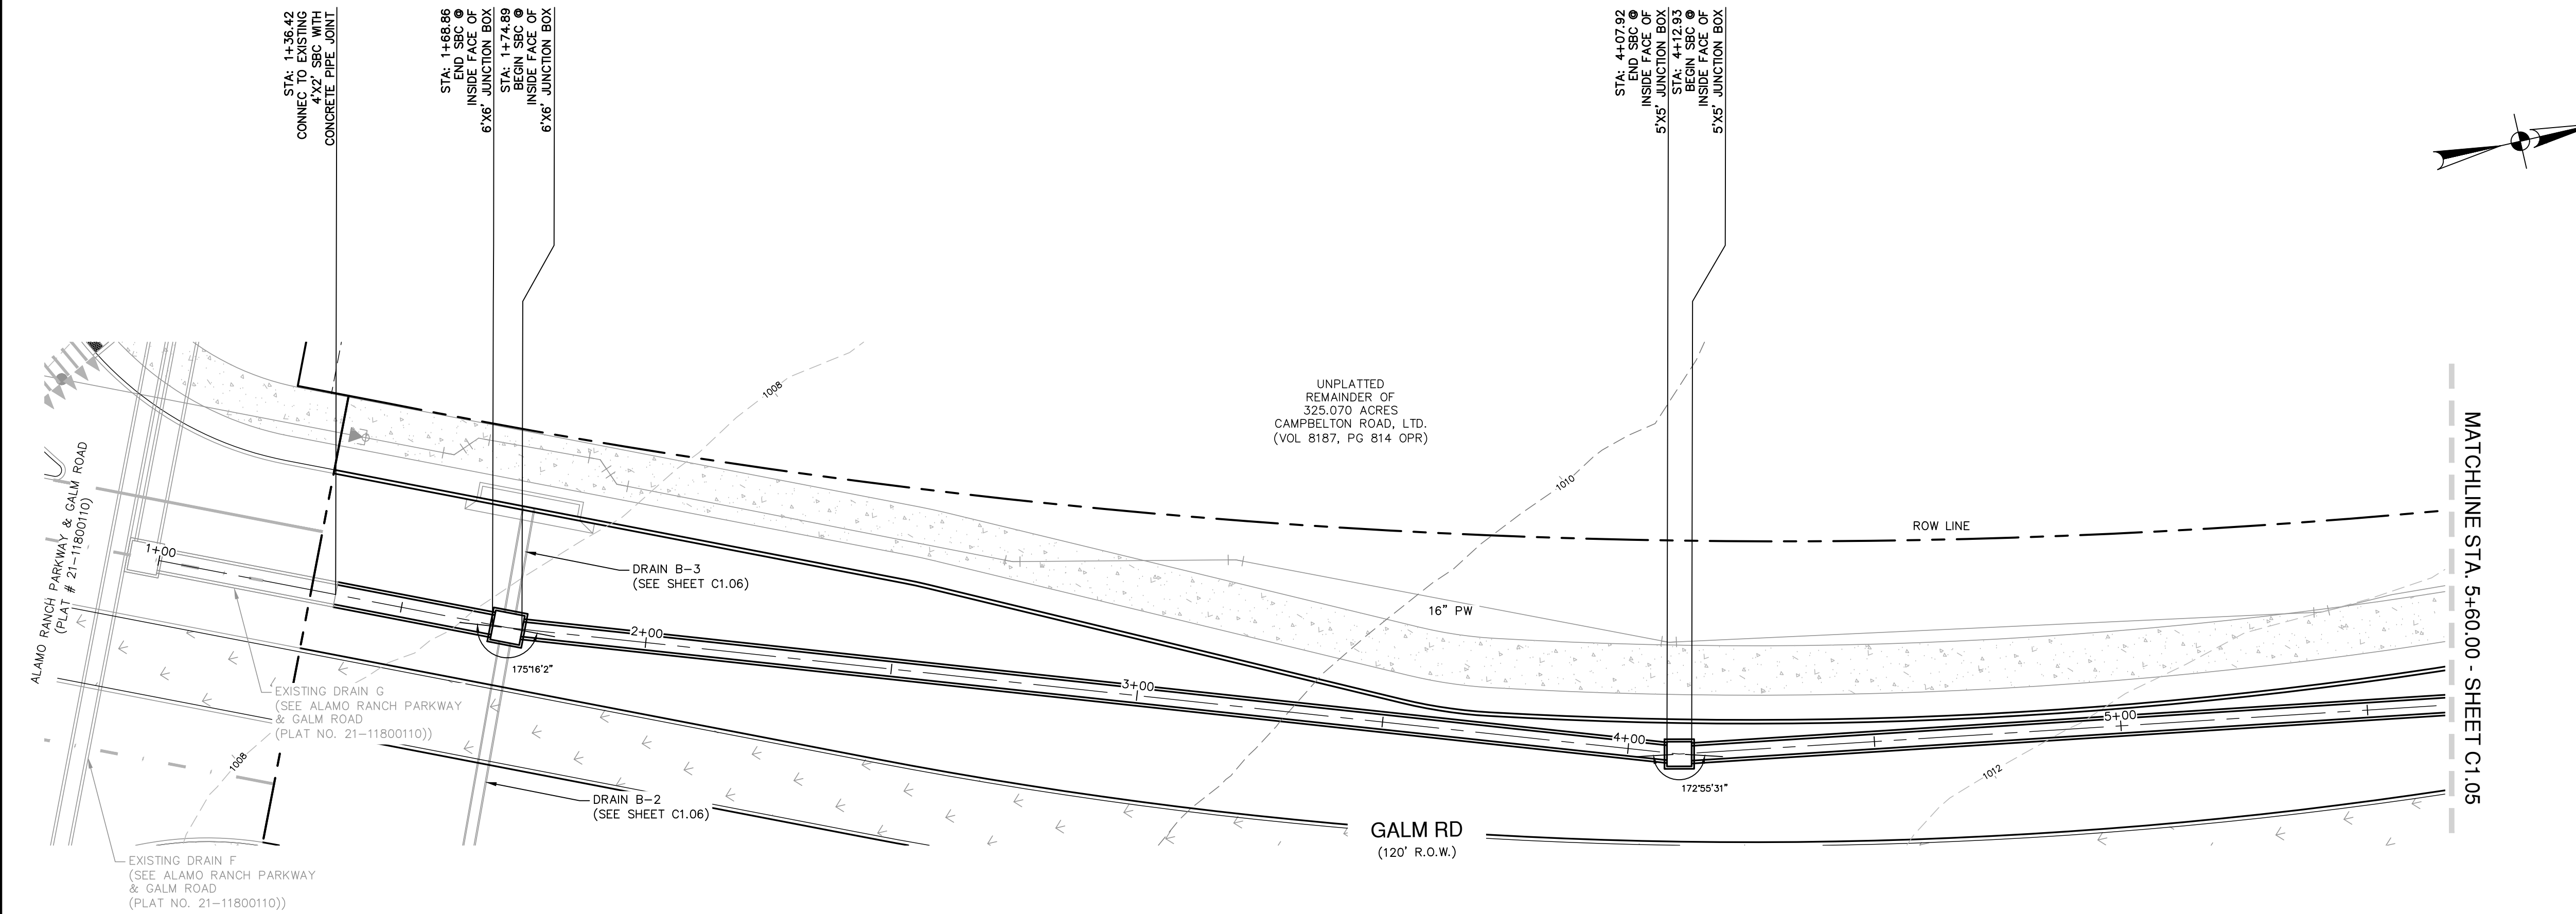 STA: 1+36.42
CONNEC TO EXISTING
4'X2' SBC WITH
CONCRETE PIPE JOINT
STA: 1+68.86
END SBC @
INSIDE FACE OF
6'X6' JUNCTION BOX
STA: 1+74.89
BEGIN SBC @
INSIDE FACE OF
6'X6' JUNCTION BOX
STA: 4+07.92
END SBC @
INSIDE FACE OF
5'X5' JUNCTION BOX
STA: 4+12.93
BEGIN SBC @
INSIDE FACE OF
5'X5' JUNCTION BOX
1008
UNPLATTED
REMAINDER OF
325.070 ACRES
CAMPBELTON ROAD, LTD.
(VOL 8187, PG 814 OPR)
1010
ROW LINE
MATCHLINE STA. 5+60.00 - SHEET C1.05
ALAMO RANCH PARKWAY & GALM ROAD
(PLAT # 21-11800110)
1+00
DRAIN B-3
(SEE SHEET C1.06)
16" PW
2+00
175°16'2"
3+00
4+00
5+00
172°55'31"
1012
EXISTING DRAIN G
(SEE ALAMO RANCH PARKWAY
& GALM ROAD
(PLAT NO. 21-11800110))
1008
DRAIN B-2
(SEE SHEET C1.06)
GALM RD
(120' R.O.W.)
EXISTING DRAIN F
(SEE ALAMO RANCH PARKWAY
& GALM ROAD
(PLAT NO. 21-11800110))